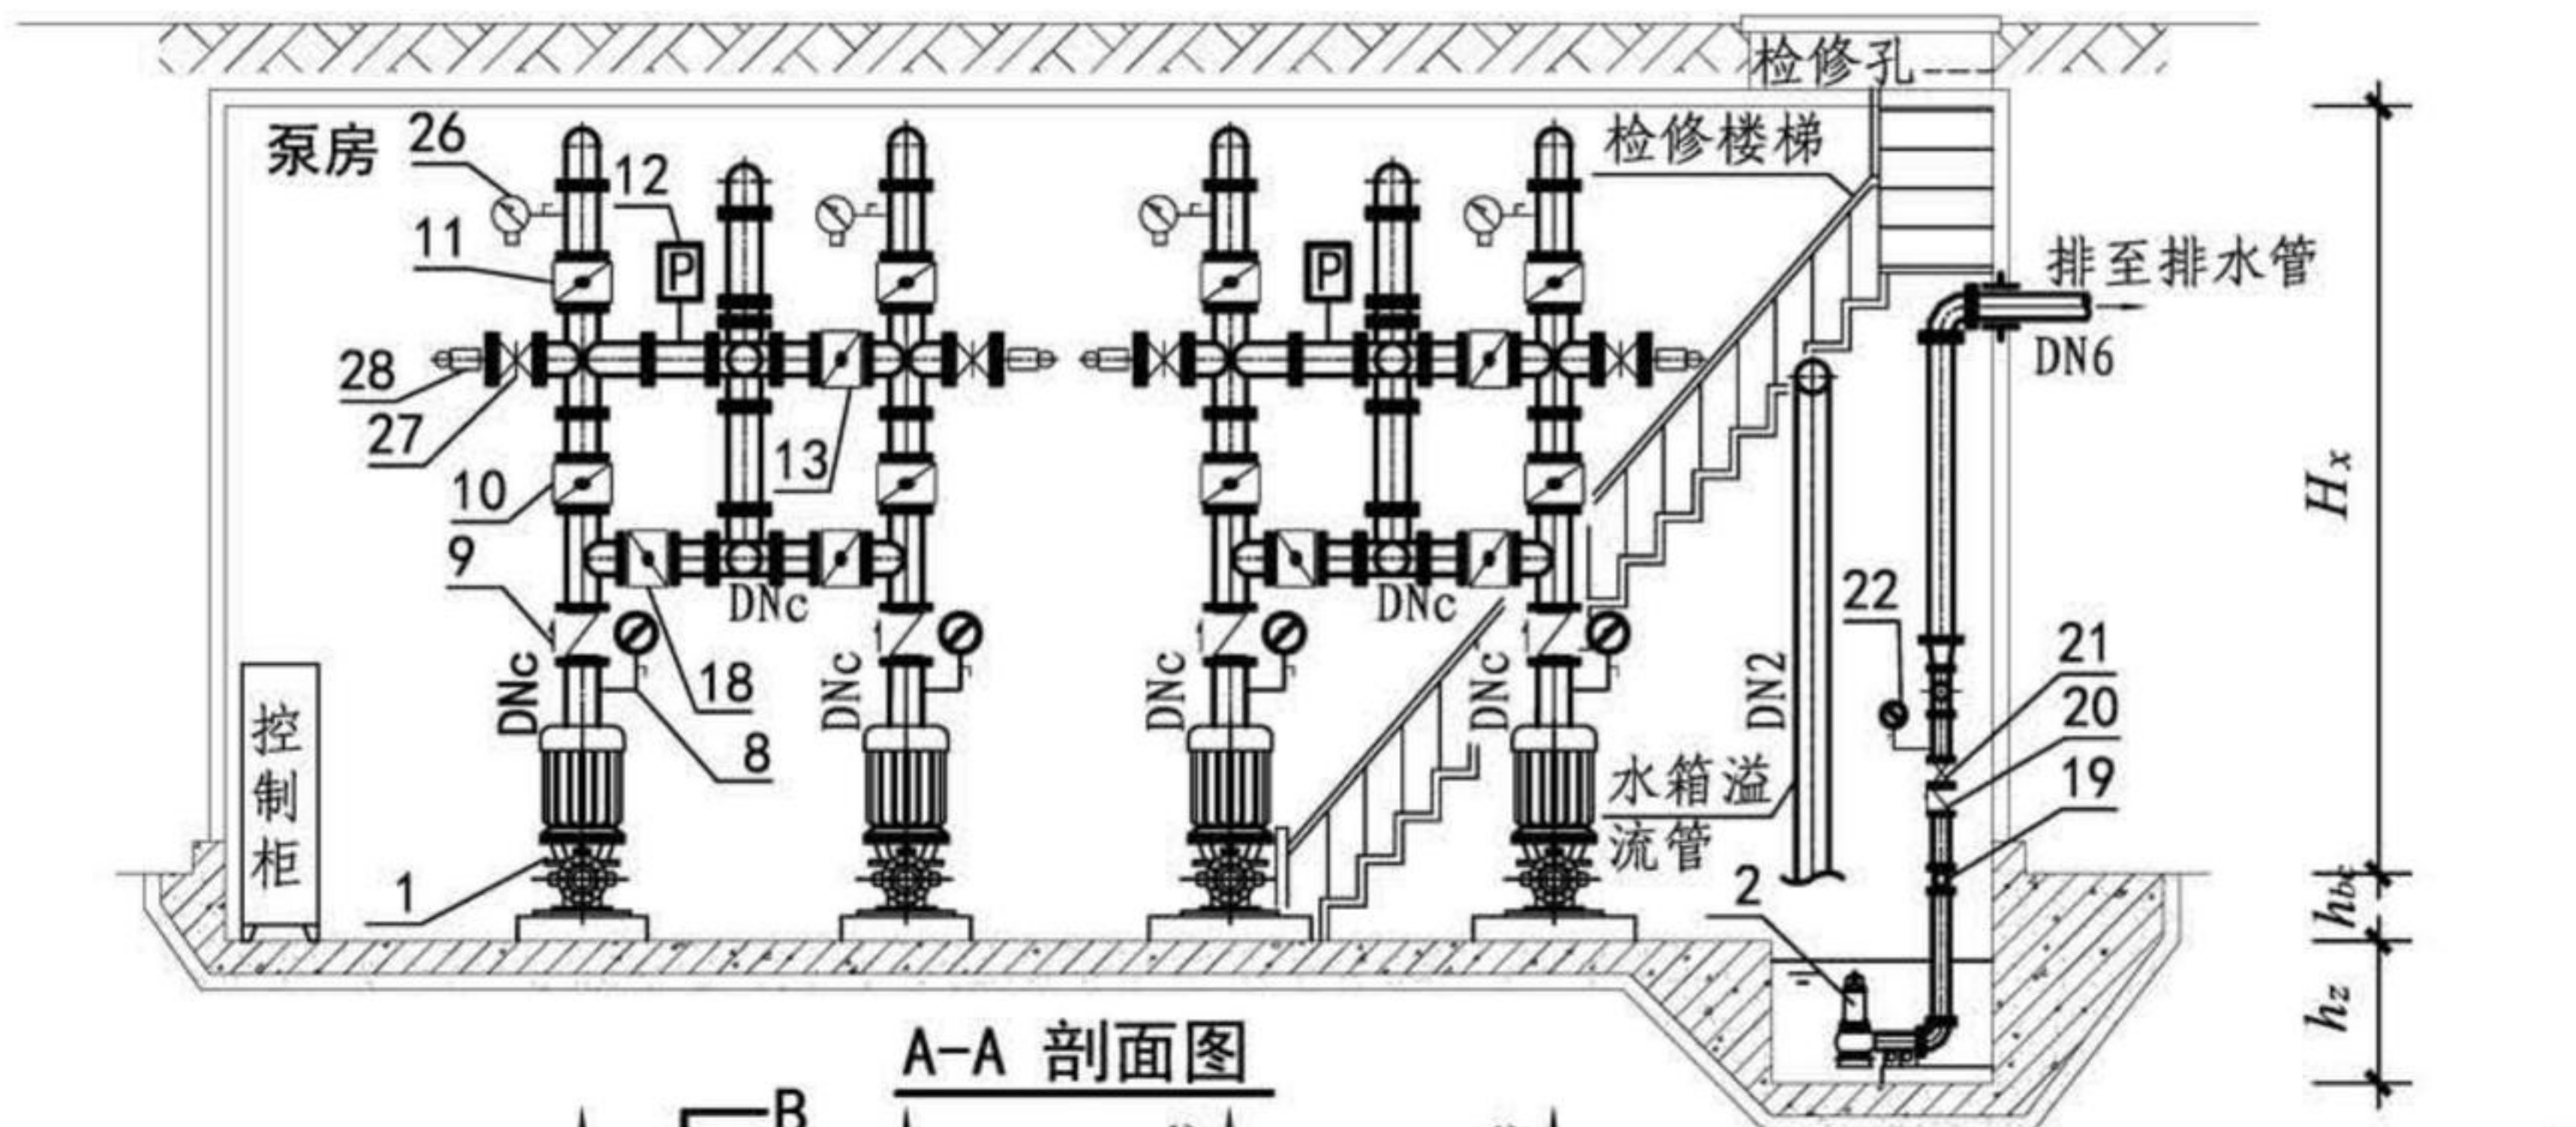 检修孔
泵房
26
12
检修楼梯
11
P
P
排至排水管
DN6
28
27
13
10
9
DNc
DNc
22
21
20
19
18
8
DNc
DNc
DNc
DNc
DN2
控制柜
水箱溢
流管
1
2
Hx
hbc
hz
A-A 剖面图
B